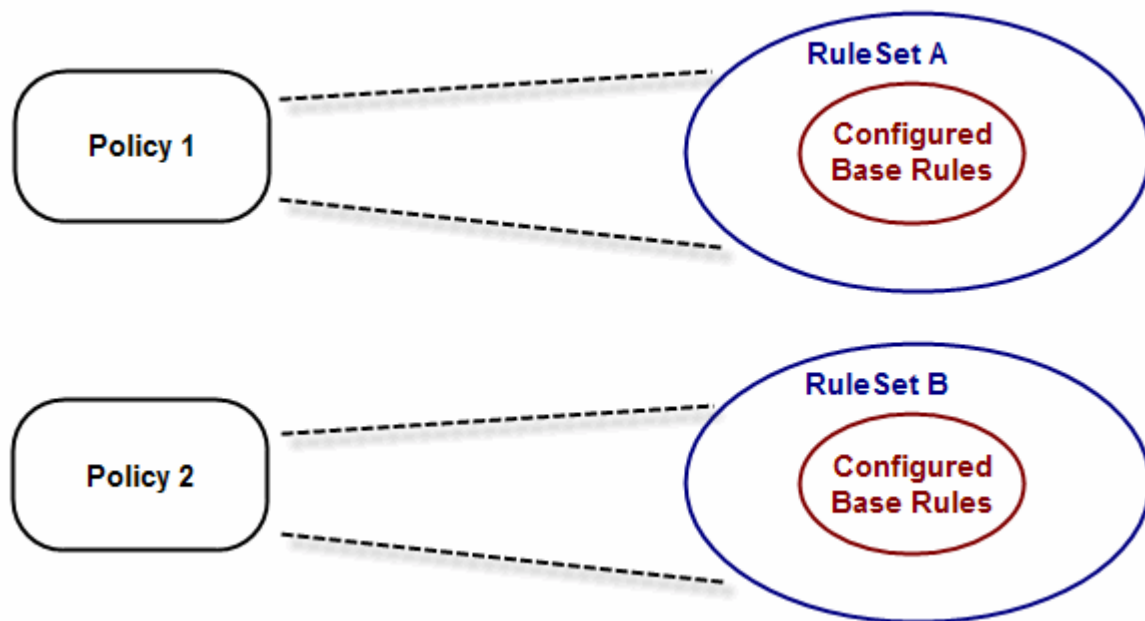 RuleSet A
Policy 1
Configured
Base Rules
RuleSet B
Policy 2
Configured
Base Rules